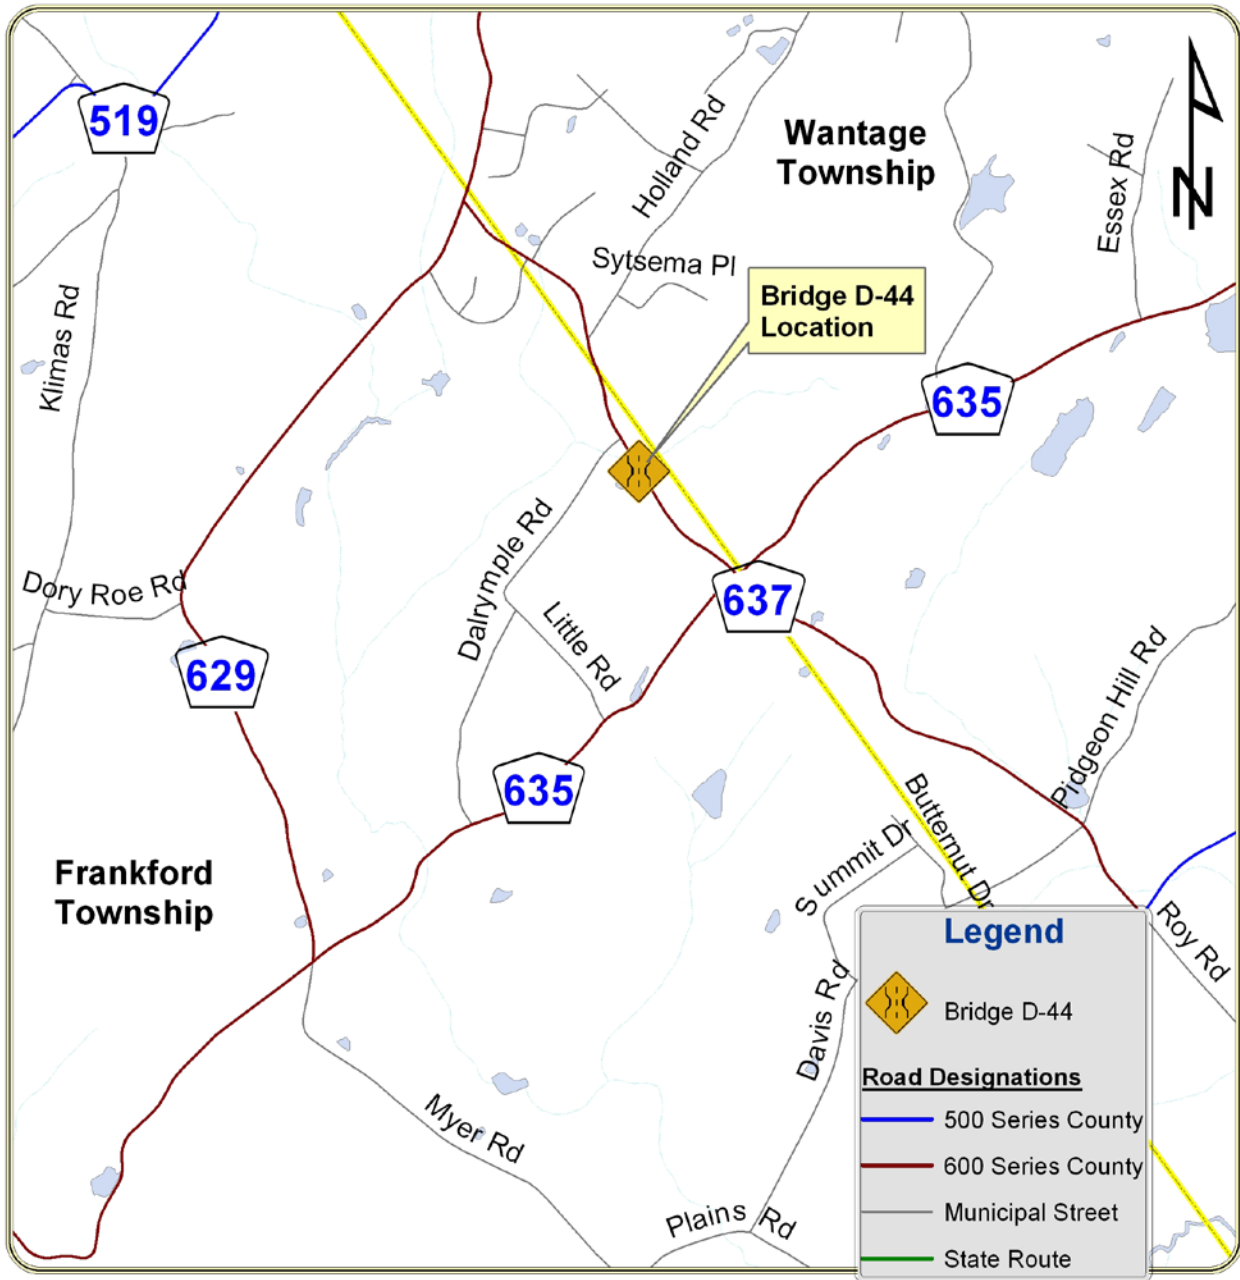 519
Holland Rd
Wantage
Township
Essex Rd
N
Sytsema Pl
Bridge D-44
Location
Klimas Rd
635
Dalrymple Rd
Dory Roe Rd
637
Little Rd
629
Pidgeon Hill Rd
635
Butternut Dr
S ummit Dr
Frankford
Township
Roy Rd
Davis Rd
Myer Rd
Plains Rd
Legend
Bridge D-44
Road Designations
500 Series County
600 Series County
Municipal Street
State Route